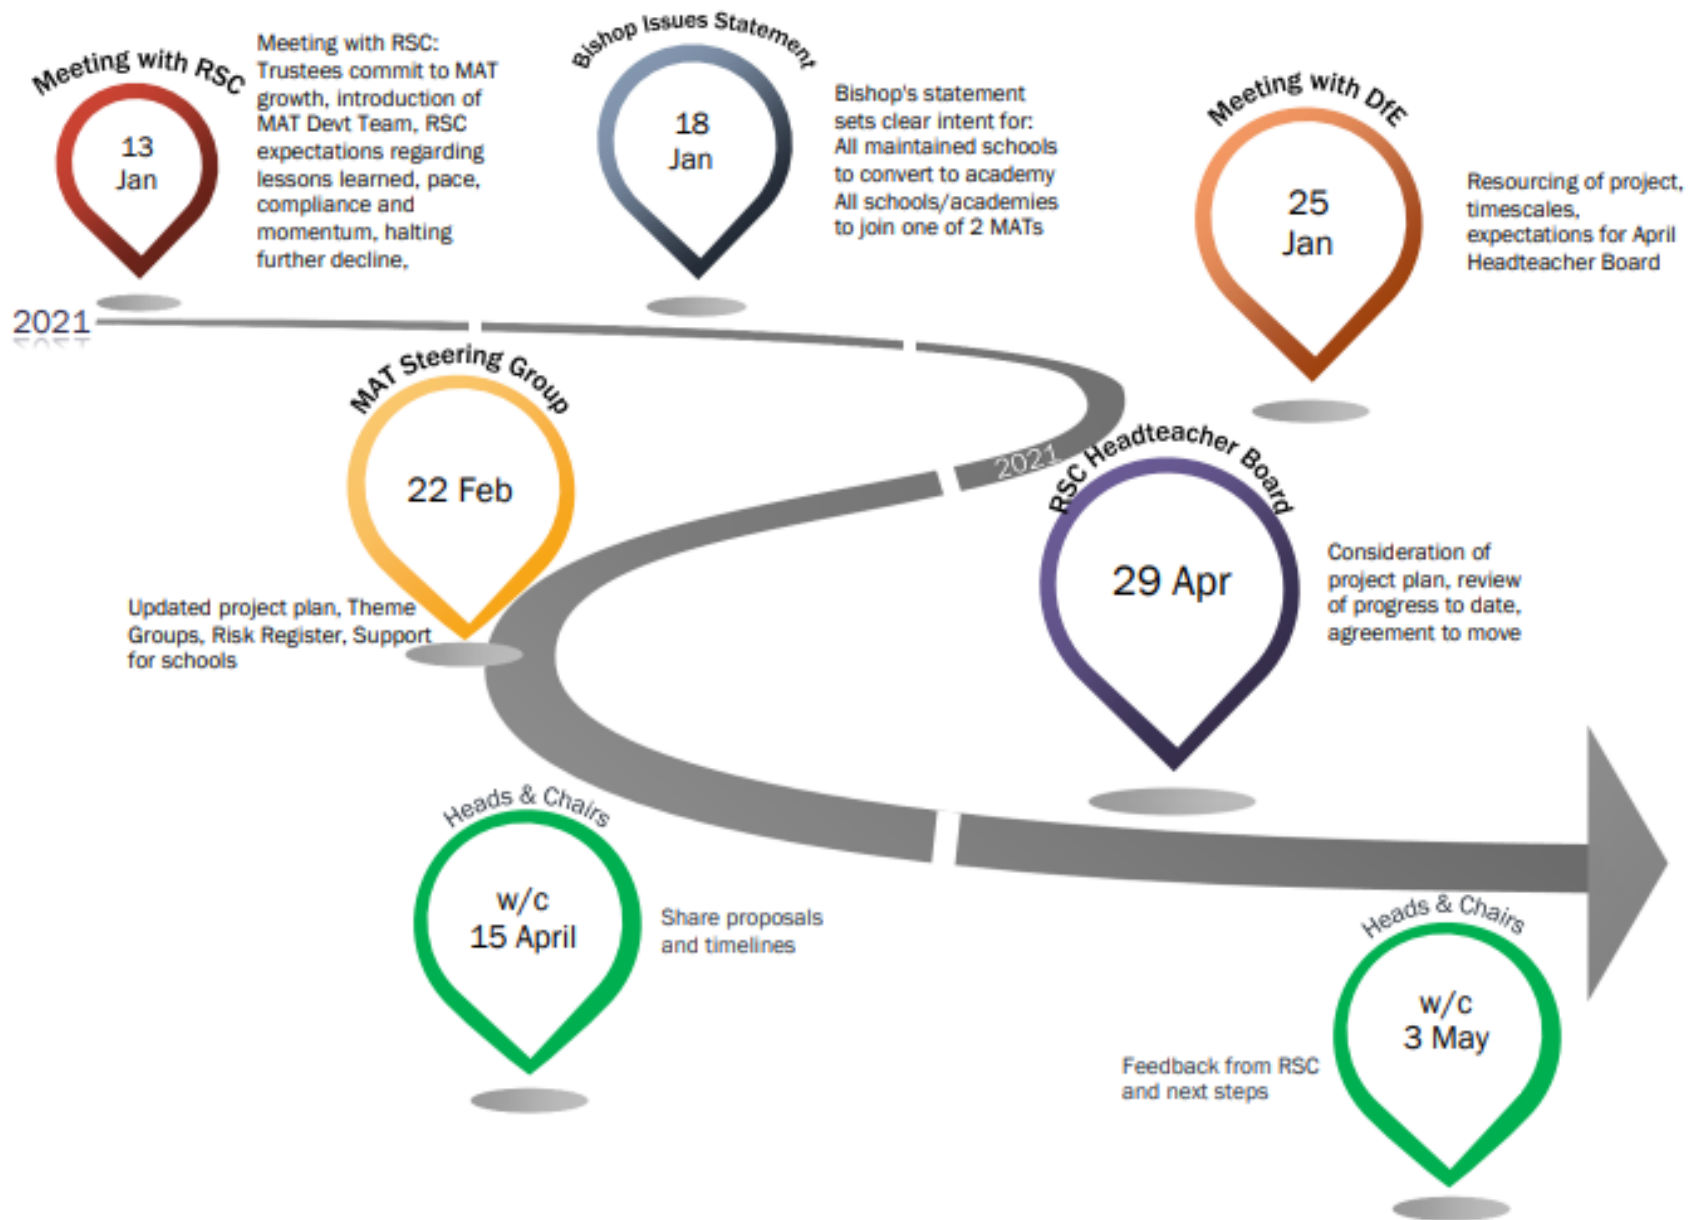 Meeting with RSC
13
Jan
Meeting with RSC:
Trustees commit to MAT
growth, introduction of
MAT Devt Team, RSC
expectations regarding
lessons learned, pace,
compliance and
momentum, halting
further decline,
Bishop Issues Statement
18
Jan
Bishop's statement
sets clear intent for:
All maintained schools
to convert to academy
All schools/academies
to join one of 2 MATs
Meeting with DfE
25
Jan
Resourcing of project,
timescales,
expectations for April
Headteacher Board
2021
MAT Steering Group
22 Feb
Updated project plan, Theme
Groups, Risk Register, Support
for schools
2021
RSC Headteacher Board
29 Apr
Consideration of
project plan, review
of progress to date,
agreement to move
Heads & Chairs
w/c
15 April
Share proposals
and timelines
Heads & Chairs
w/c
3 May
Feedback from RSC
and next steps